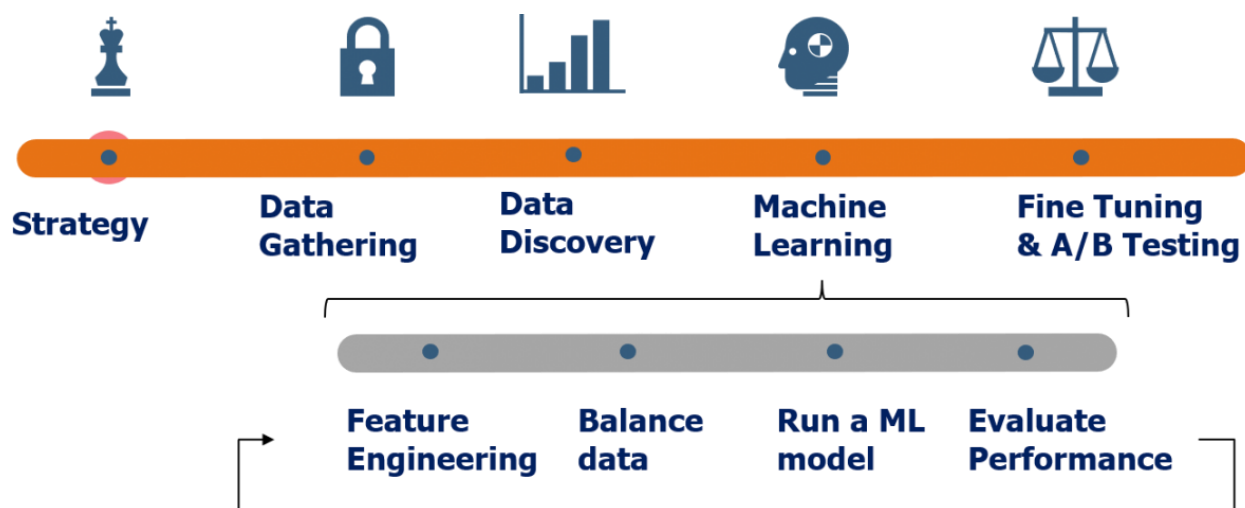 Strategy
Data
Gathering
Data
Discovery
Machine
Learning
Fine Tuning
& A/B Testing
Feature
Engineering
Balance
data
Run a ML
model
Evaluate
Performance